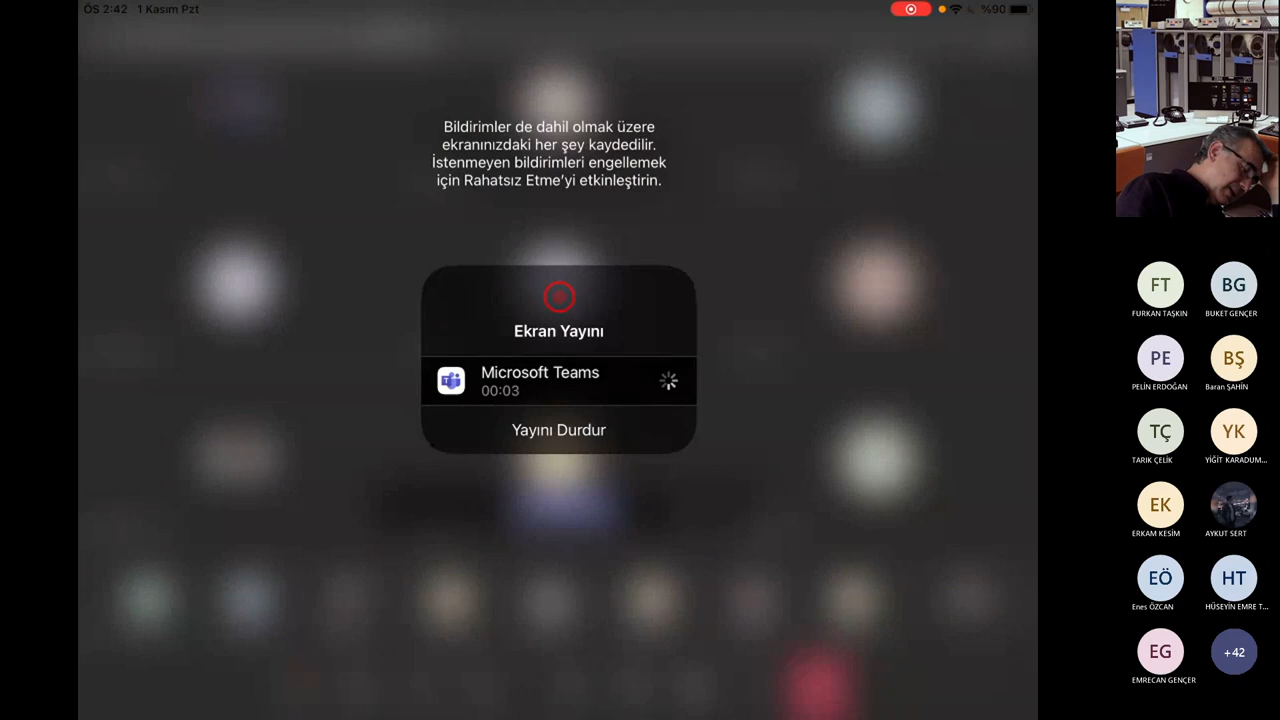 ÖS 2:42 1 Kasım Pzt
%90
Bildirimler de dahil olmak üzere
ekranınızdaki her şey kaydedilir.
İstenmeyen bildirimleri engellemek
için Rahatsız Etme'yi etkinleştirin.
Ekran Yayını
Microsoft Teams
00:03
Yayını Durdur
FT
FURKAN TAŞKIN
BG
BUKET GENÇER
PE
PELİN ERDOĞAN
BŞ
Baran ŞAHİN
TÇ
TARIK ÇELİK
YK
YİĞİT KARADUM...
EK
ERKAM KESİM
AYKUT SERT
EÖ
Enes ÖZCAN
HT
HÜSEYİN EMRE T...
EG
EMRECAN GENÇER
+42